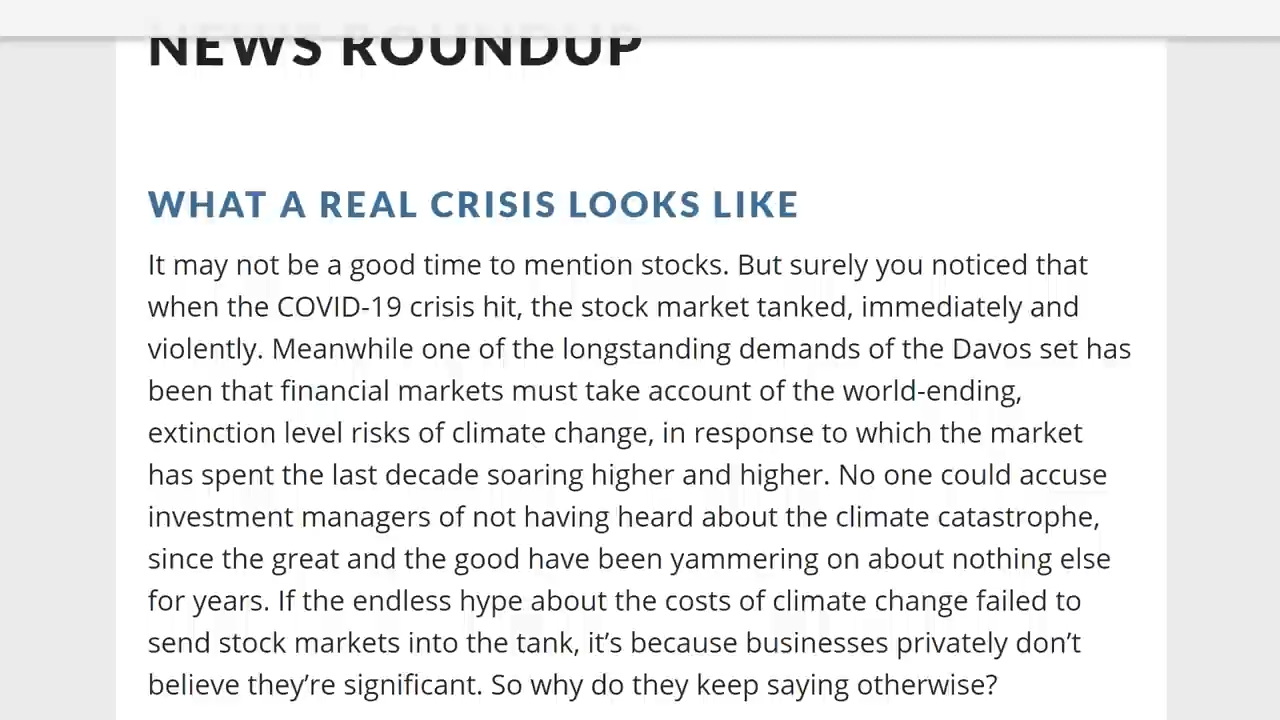 NEWS ROUNDUP
WHAT A REAL CRISIS LOOKS LIKE
It may not be a good time to mention stocks. But surely you noticed that
when the COVID-19 crisis hit, the stock market tanked, immediately and
violently. Meanwhile one of the longstanding demands of the Davos set has
been that financial markets must take account of the world-ending,
extinction level risks of climate change, in response to which the market
has spent the last decade soaring higher and higher. No one could accuse
investment managers of not having heard about the climate catastrophe,
since the great and the good have been yammering on about nothing else
for years. If the endless hype about the costs of climate change failed to
send stock markets into the tank, it’s because businesses privately don’t
believe they’re significant. So why do they keep saying otherwise?